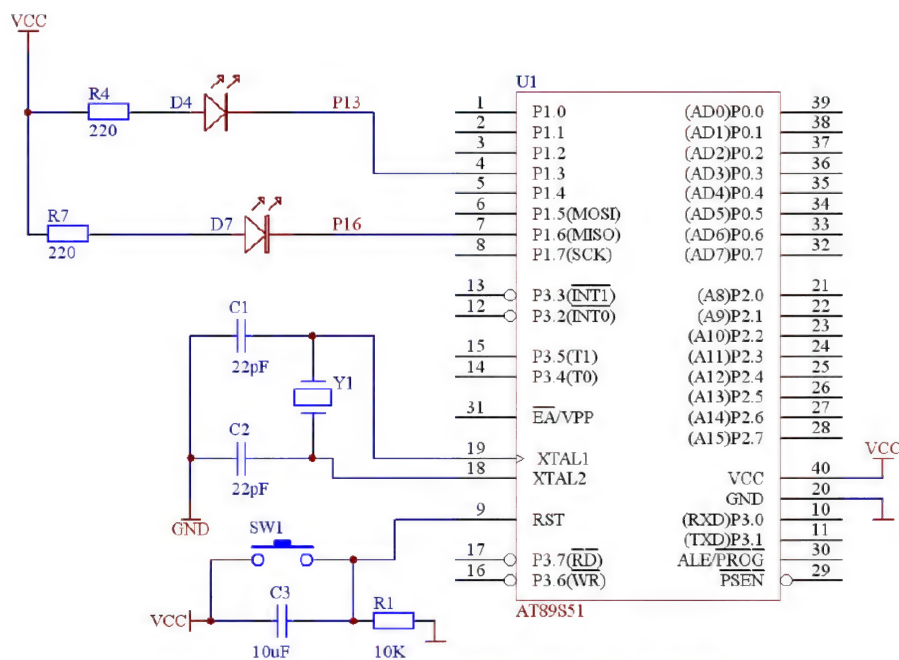 VCC
R4
220
D4
P13
R7
220
D7
P16
C1
22pF
Y1
C2
22pF
GND
SW1
VCC
C3
10uF
R1
10K
U1
1 P1.0 (AD0)P0.0 39
2 P1.1 (AD1)P0.1 38
3 P1.2 (AD2)P0.2 37
4 P1.3 (AD3)P0.3 36
5 P1.4 (AD4)P0.4 35
6 P1.5(MOSI) (AD5)P0.5 34
7 P1.6(MISO) (AD6)P0.6 33
8 P1.7(SCK) (AD7)P0.7 32
13 P3.3(INT1) (A8)P2.0 21
12 P3.2(INT0) (A9)P2.1 22
(A10)P2.2 23
15 P3.5(T1) (A11)P2.3 24
14 P3.4(T0) (A12)P2.4 25
(A13)P2.5 26
31 EA/VPP (A14)P2.6 27
(A15)P2.7 28
19 XTAL1
18 XTAL2 VCC 40 VCC
GND 20
9 RST (RXD)P3.0 10
(TXD)P3.1 11
17 P3.7(RD) ALE/PROG 30
16 P3.6(WR) PSEN 29
AT89851